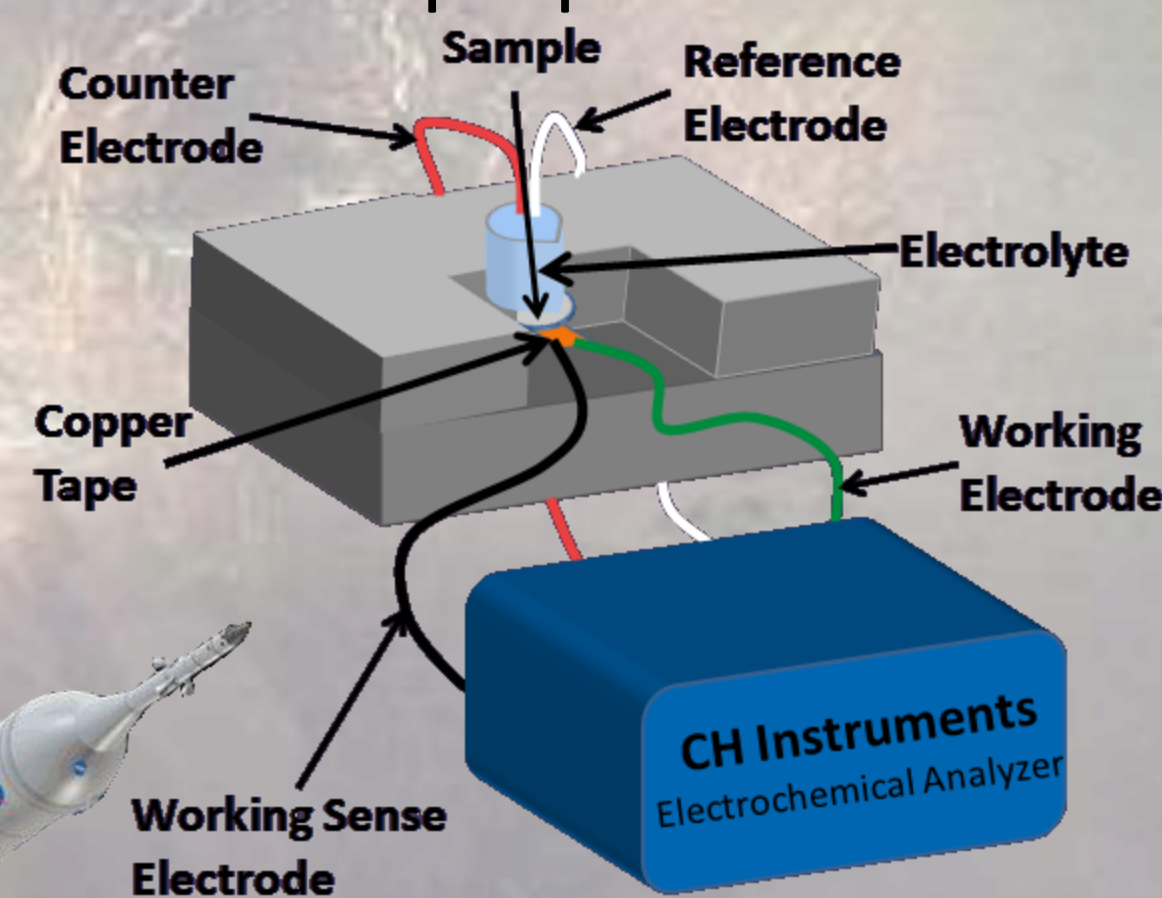 Sample
Reference
Electrode
Counter
Electrode
Electrolyte
Copper
Tape
Working
Electrode
Working Sense
Electrode
CH Instruments
Electrochemical Analyzer